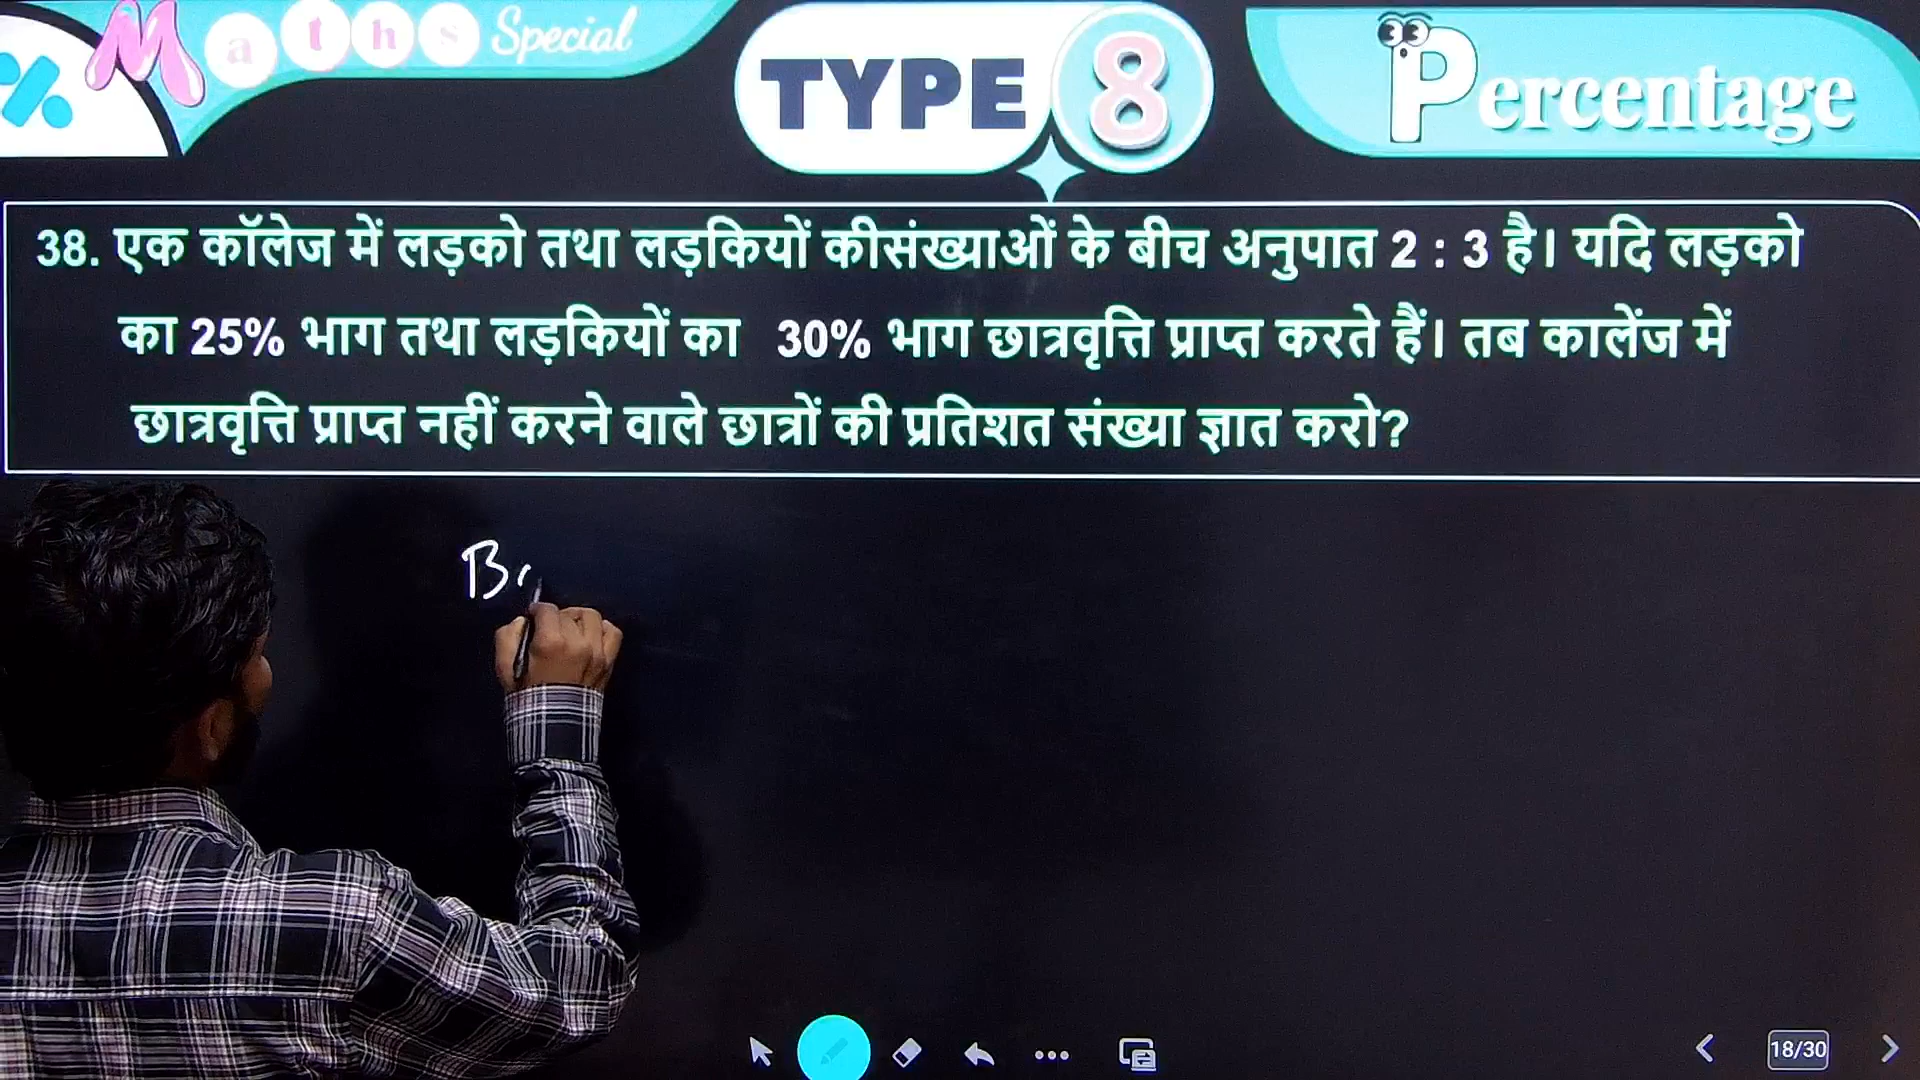 Maths Special
TYPE 8
Percentage
38. एक कॉलेज में लड़को तथा लड़कियों कीसंख्याओं के बीच अनुपात 2 : 3 है। यदि लड़को
का 25% भाग तथा लड़कियों का 30% भाग छात्रवृत्ति प्राप्त करते हैं। तब कालेंज में
छात्रवृत्ति प्राप्त नहीं करने वाले छात्रों की प्रतिशत संख्या ज्ञात करो?
18/30